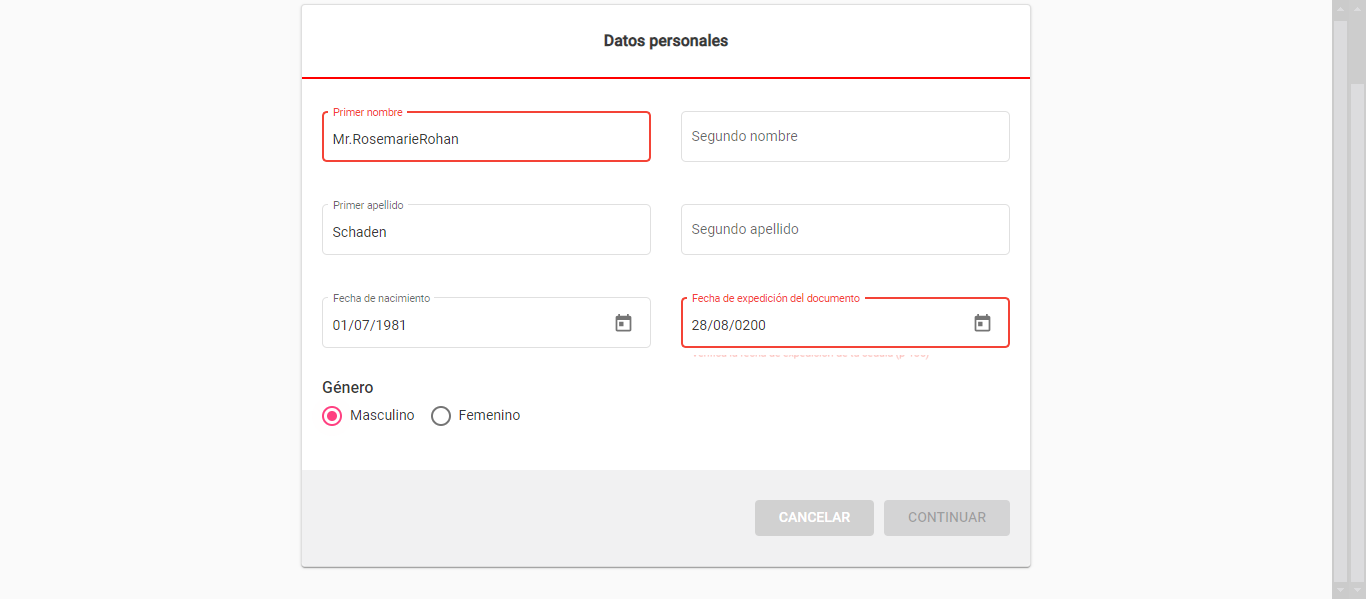 Datos personales
Primer nombre
Mr.RosemarieRohan
Segundo nombre
Primer apellido
Schaden
Segundo apellido
Fecha de nacimiento
01/07/1981
Fecha de expedición del documento
28/08/0200
Género
Masculino
Femenino
CANCELAR
CONTINUAR